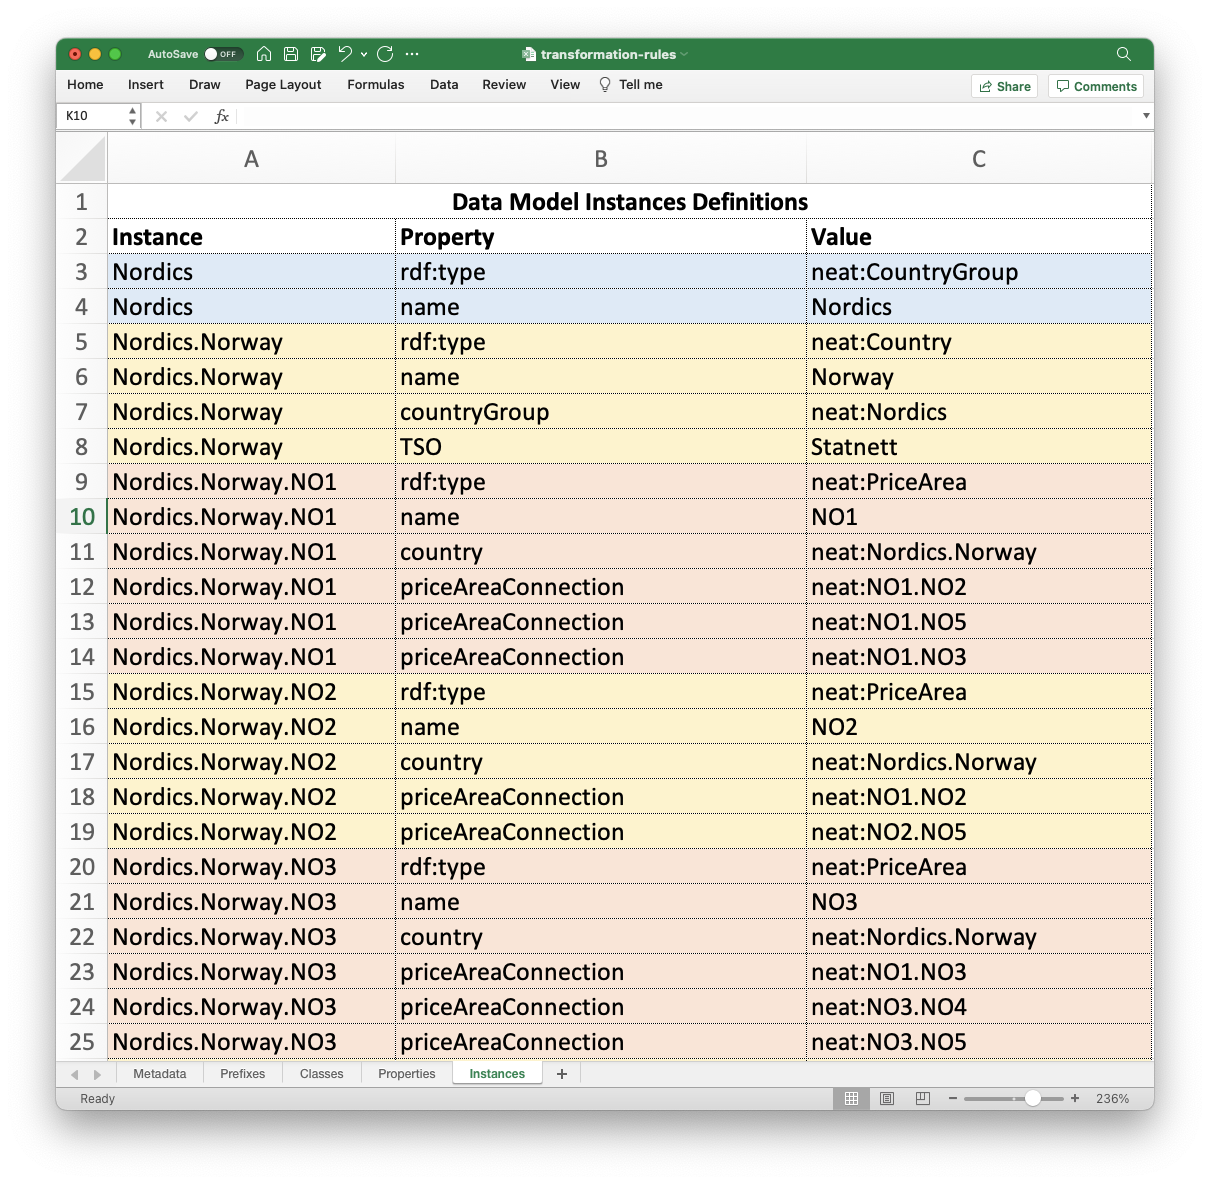 AutoSave OFF transformation-rules
Home Insert Draw Page Layout Formulas Data Review View Tell me Share Comments
K10 fx
A B C
1 Data Model Instances Definitions
2 Instance Property Value
3 Nordics rdf:type neat:CountryGroup
4 Nordics name Nordics
5 Nordics.Norway rdf:type neat:Country
6 Nordics.Norway name Norway
7 Nordics.Norway countryGroup neat:Nordics
8 Nordics.Norway TSO Statnett
9 Nordics.Norway.NO1 rdf:type neat:PriceArea
10 Nordics.Norway.NO1 name NO1
11 Nordics.Norway.NO1 country neat:Nordics.Norway
12 Nordics.Norway.NO1 priceAreaConnection neat:NO1.NO2
13 Nordics.Norway.NO1 priceAreaConnection neat:NO1.NO5
14 Nordics.Norway.NO1 priceAreaConnection neat:NO1.NO3
15 Nordics.Norway.NO2 rdf:type neat:PriceArea
16 Nordics.Norway.NO2 name NO2
17 Nordics.Norway.NO2 country neat:Nordics.Norway
18 Nordics.Norway.NO2 priceAreaConnection neat:NO1.NO2
19 Nordics.Norway.NO2 priceAreaConnection neat:NO2.NO5
20 Nordics.Norway.NO3 rdf:type neat:PriceArea
21 Nordics.Norway.NO3 name NO3
22 Nordics.Norway.NO3 country neat:Nordics.Norway
23 Nordics.Norway.NO3 priceAreaConnection neat:NO1.NO3
24 Nordics.Norway.NO3 priceAreaConnection neat:NO3.NO4
25 Nordics.Norway.NO3 priceAreaConnection neat:NO3.NO5
Metadata Prefixes Classes Properties Instances +
Ready 236%